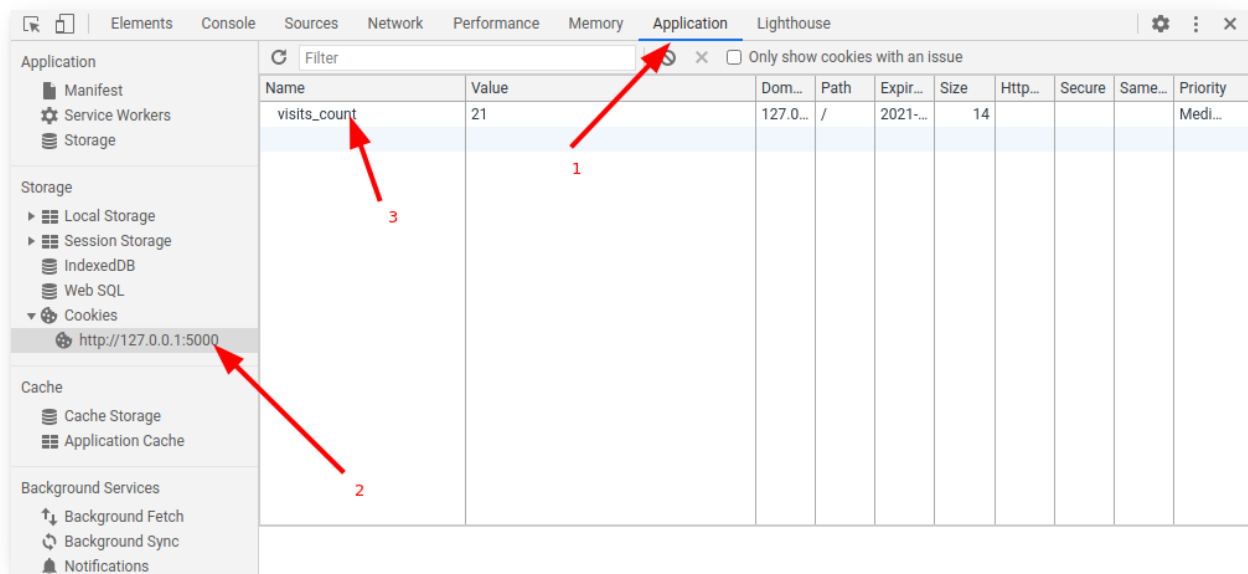 Elements Console Sources Network Performance Memory Application Lighthouse
Application
Manifest
Service Workers
Storage
Storage
Local Storage
Session Storage
IndexedDB
Web SQL
Cookies
http://127.0.0.1:5000
Cache
Cache Storage
Application Cache
Background Services
Background Fetch
Background Sync
Notifications
Filter Only show cookies with an issue
Name Value Dom... Path Expir... Size Http... Secure Same... Priority
visits_count 21 127.0... / 2021-... 14 Medi...
1
3
2